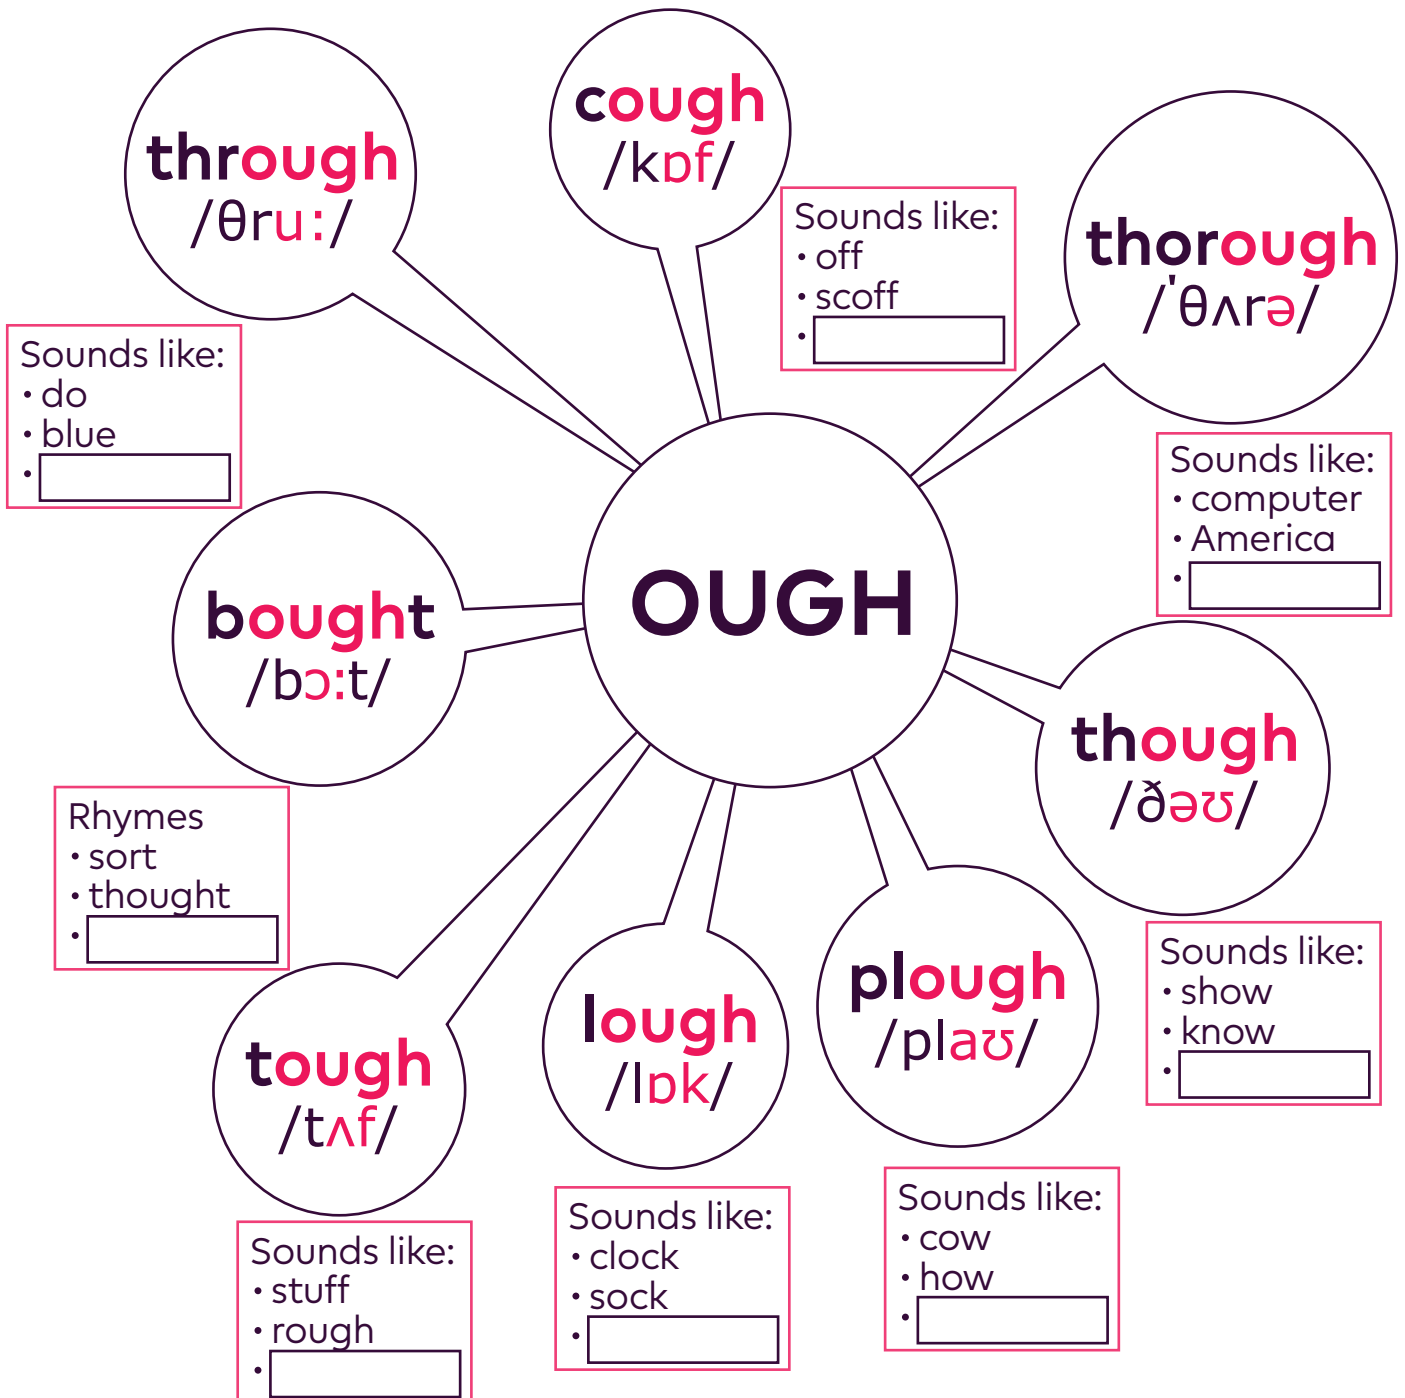 through
/θru:/
Sounds like:
• do
• blue
•
cough
/kɒf/
Sounds like:
• off
• scoff
•
thorough
/ˈθʌrə/
Sounds like:
• computer
• America
•
OUGH
bought
/bɔ:t/
Rhymes
• sort
• thought
•
though
/ðəʊ/
Sounds like:
• show
• know
•
tough
/tʌf/
Sounds like:
• stuff
• rough
•
lough
/lɒk/
Sounds like:
• clock
• sock
•
plough
/plaʊ/
Sounds like:
• cow
• how
•